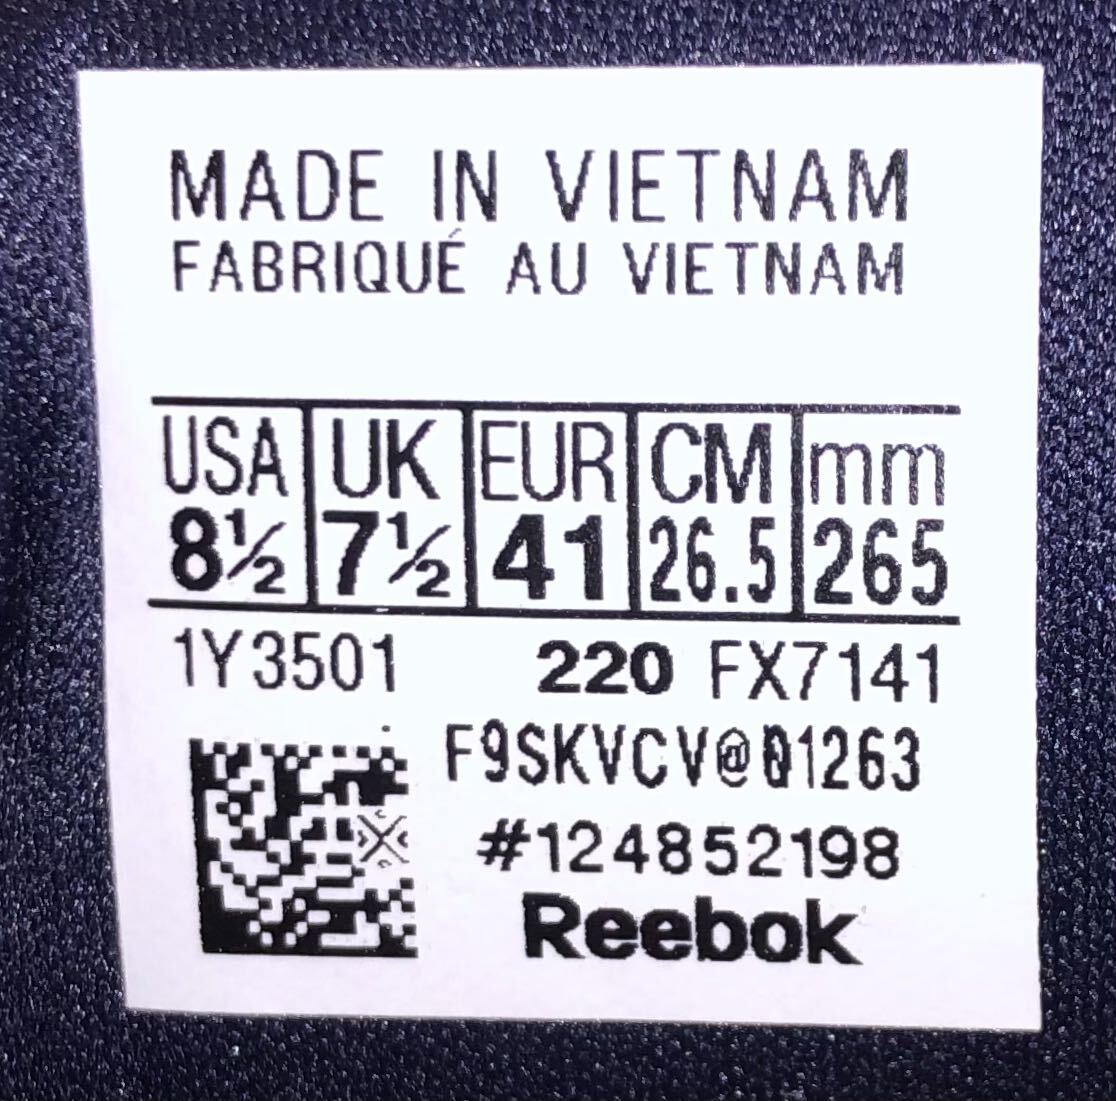 MADE IN VIETNAM
FABRIQUÉ AU VIETNAM
USA UK EUR CM mm
8½ 7½ 41 26.5 265
1Y3501 220 FX7141
F9SKVCV@01263
#124852198
Reebok